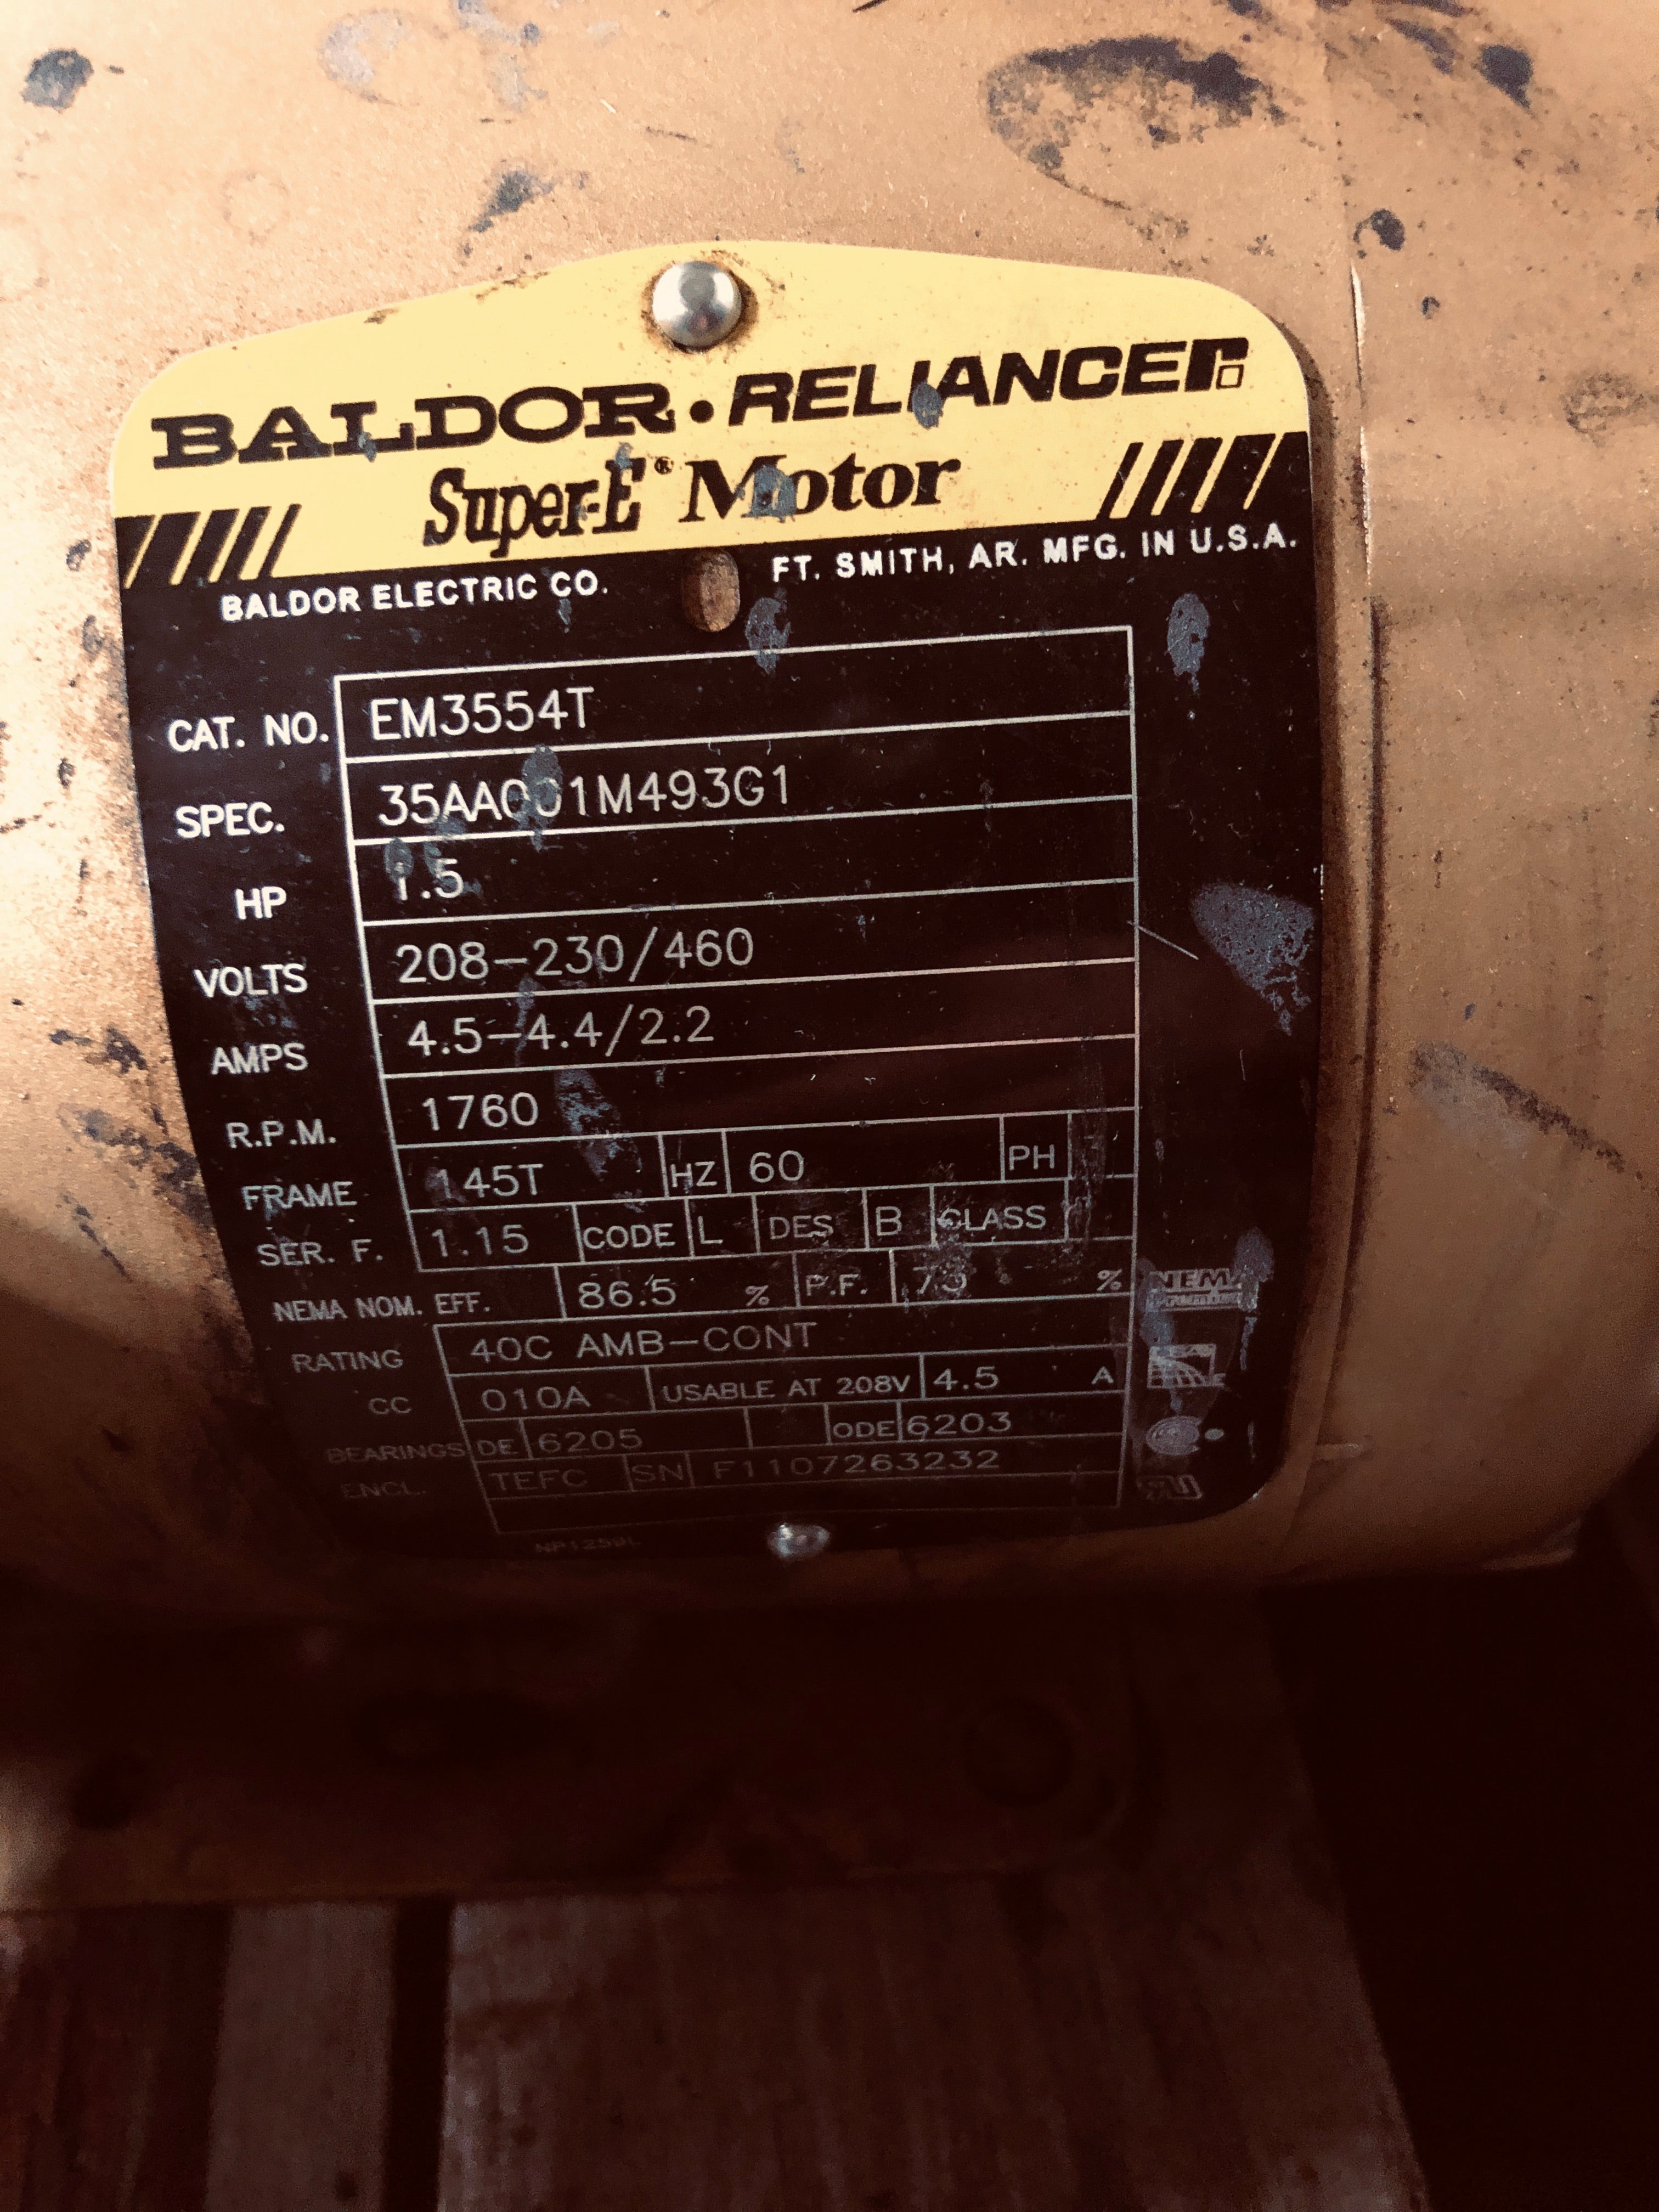 BALDOR • RELIANCER
Super-E® Motor
BALDOR ELECTRIC CO. FT. SMITH, AR. MFG. IN U.S.A.
CAT. NO. EM3554T
SPEC. 35AA001M493G1
HP 1.5
VOLTS 208-230/460
AMPS 4.5-4.4/2.2
R.P.M. 1760
FRAME 145T HZ 60 PH
SER. F. 1.15 CODE L DES B CLASS
NEMA NOM. EFF. 86.5 % P.F. %
RATING 40C AMB-CONT
CC 010A USABLE AT 208V 4.5 A
BEARINGS DE 6205 ODE 6203
ENCL. TEFC SN F1107263232
NEMA